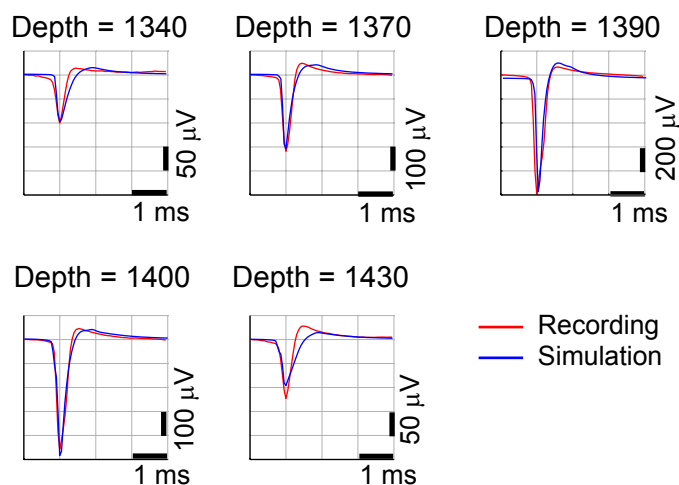 Depth = 1340
50 μV
1 ms
Depth = 1370
100 μV
1 ms
Depth = 1390
200 μV
1 ms
Depth = 1400
100 μV
1 ms
Depth = 1430
50 μV
1 ms
Recording
Simulation